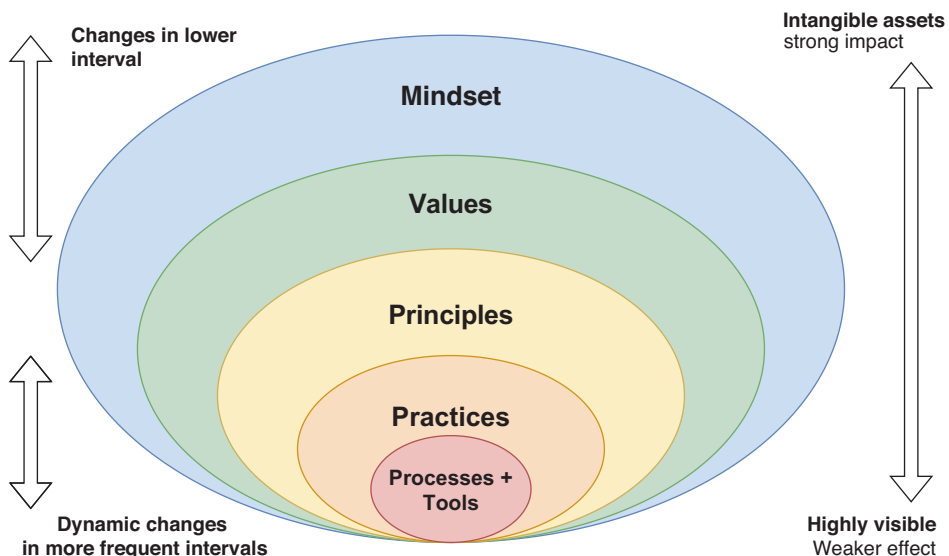 Changes in lower
interval
Intangible assets
strong impact
Mindset
Values
Principles
Practices
Processes +
Tools
Dynamic changes
in more frequent intervals
Highly visible
Weaker effect